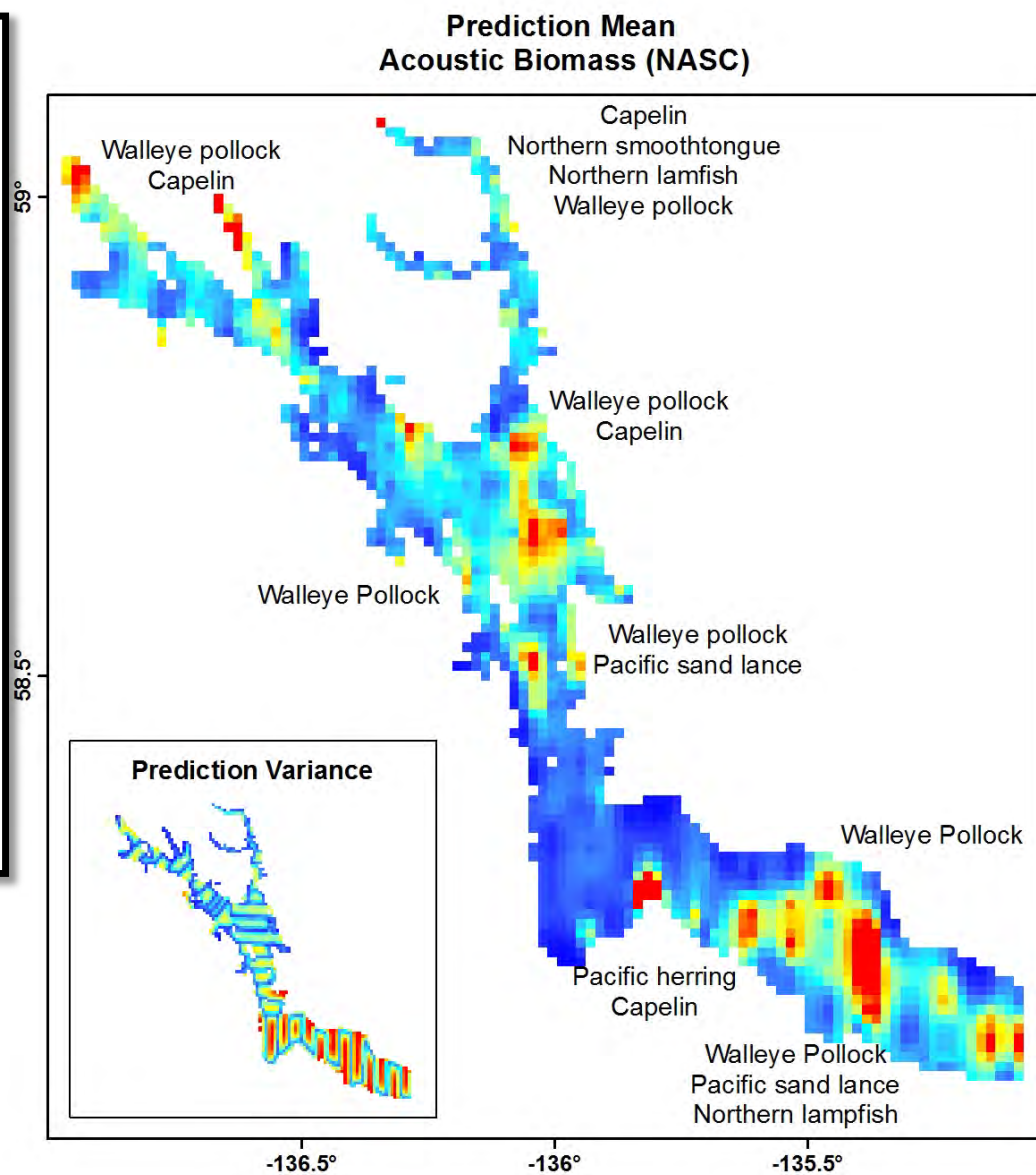 Prediction Mean
Acoustic Biomass (NASC)
Capelin
Northern smoothtongue
Northern lamfish
Walleye pollock
Walleye pollock
Capelin
59°
Walleye pollock
Capelin
Walleye Pollock
Walleye pollock
Pacific sand lance
58.5°
Prediction Variance
Walleye Pollock
Pacific herring
Capelin
Walleye Pollock
Pacific sand lance
Northern lampfish
-136.5°
-136°
-135.5°